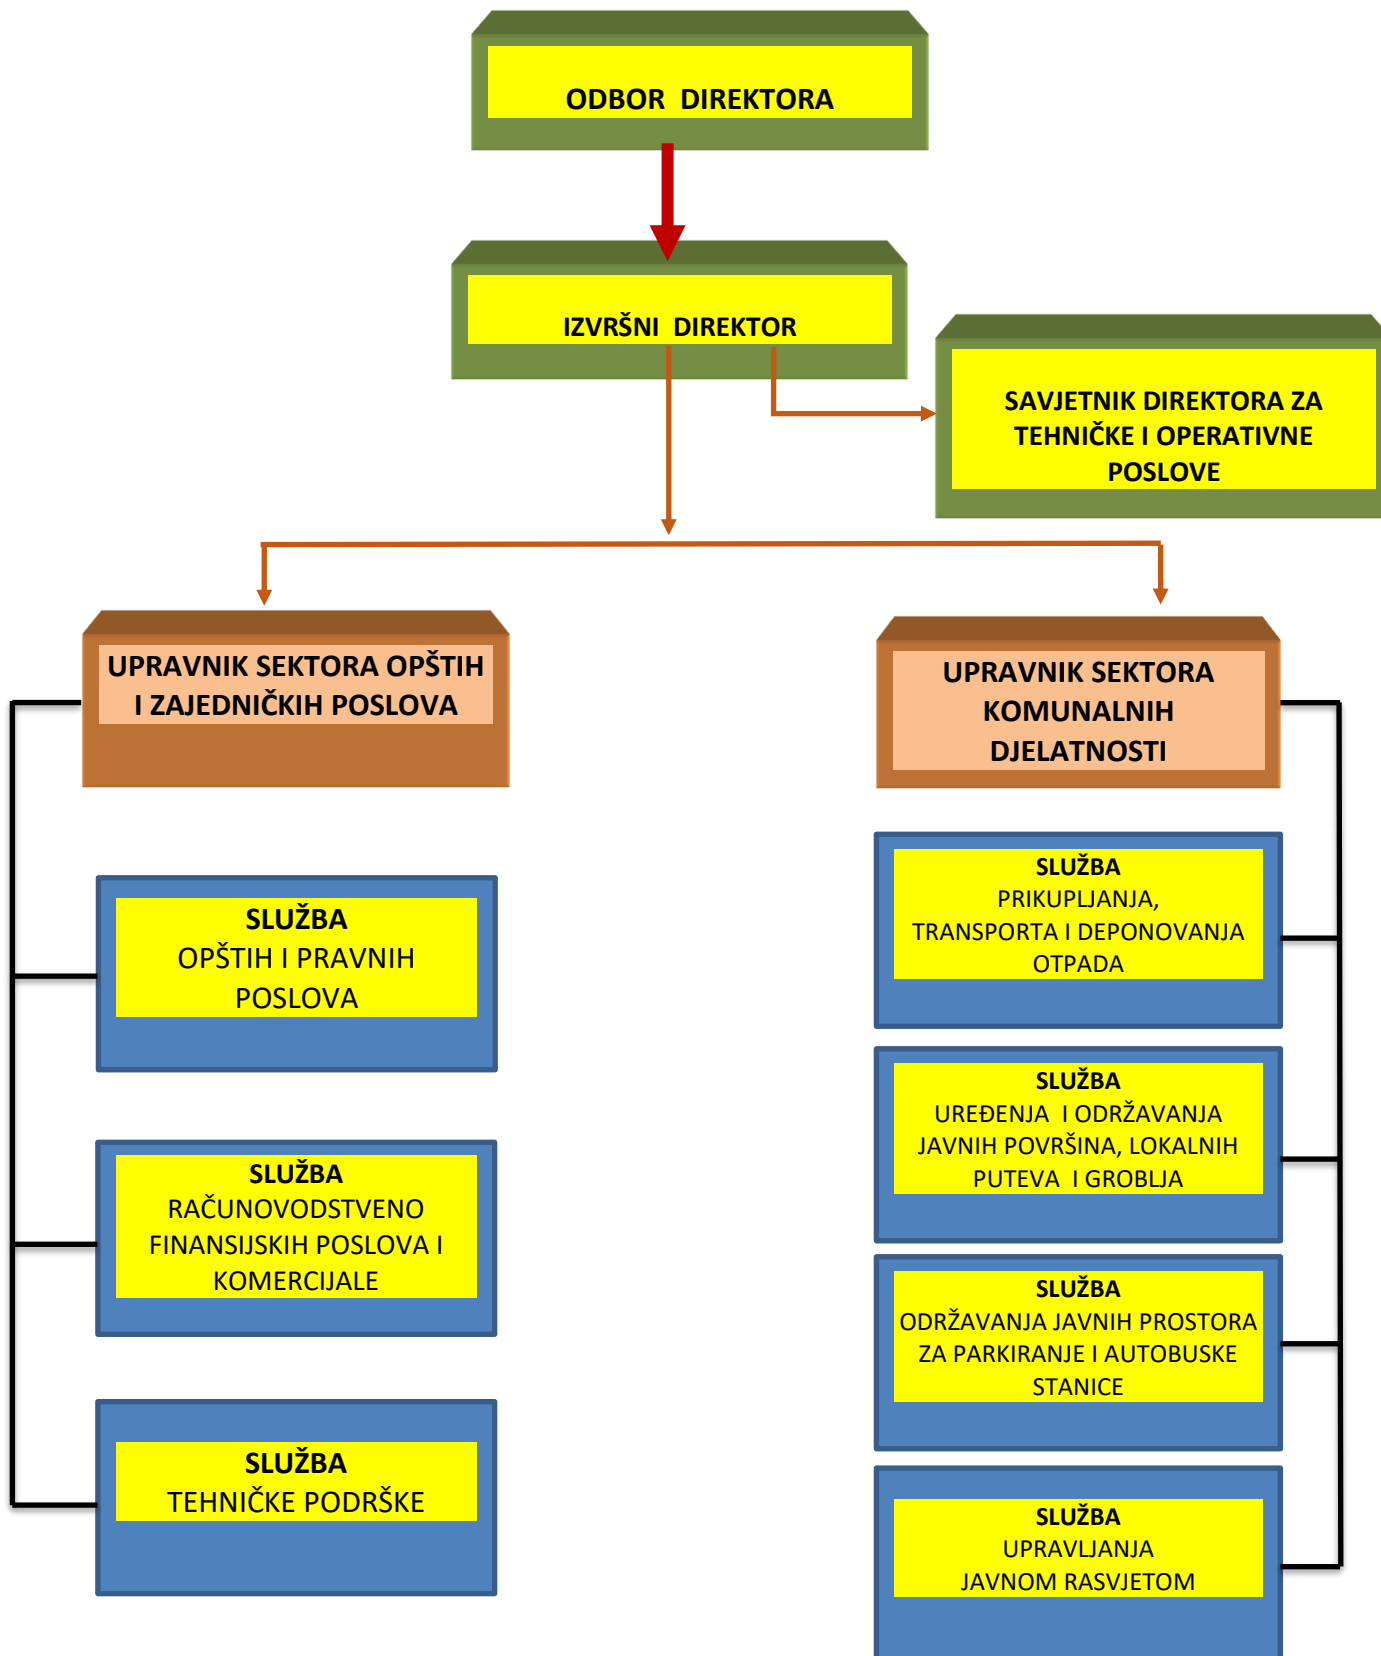 ODBOR  DIREKTORA
IZVRŠNI  DIREKTOR
SAVJETNIK DIREKTORA ZA
TEHNIČKE I OPERATIVNE
POSLOVE
UPRAVNIK SEKTORA OPŠTIH
I ZAJEDNIČKIH POSLOVA
SLUŽBA
OPŠTIH I PRAVNIH
POSLOVA
SLUŽBA
RAČUNOVODSTVENO
FINANSIJSKIH POSLOVA I
KOMERCIJALE
SLUŽBA
TEHNIČKE PODRŠKE
UPRAVNIK SEKTORA
KOMUNALNIH
DJELATNOSTI
SLUŽBA
PRIKUPLJANJA,
TRANSPORTA I DEPONOVANJA
OTPADA
SLUŽBA
UREĐENJA  I ODRŽAVANJA
JAVNIH POVRŠINA, LOKALNIH
PUTEVA  I GROBLJA
SLUŽBA
ODRŽAVANJA JAVNIH PROSTORA
ZA PARKIRANJE I AUTOBUSKE
STANICE
SLUŽBA
UPRAVLJANJA
JAVNOM RASVJETOM